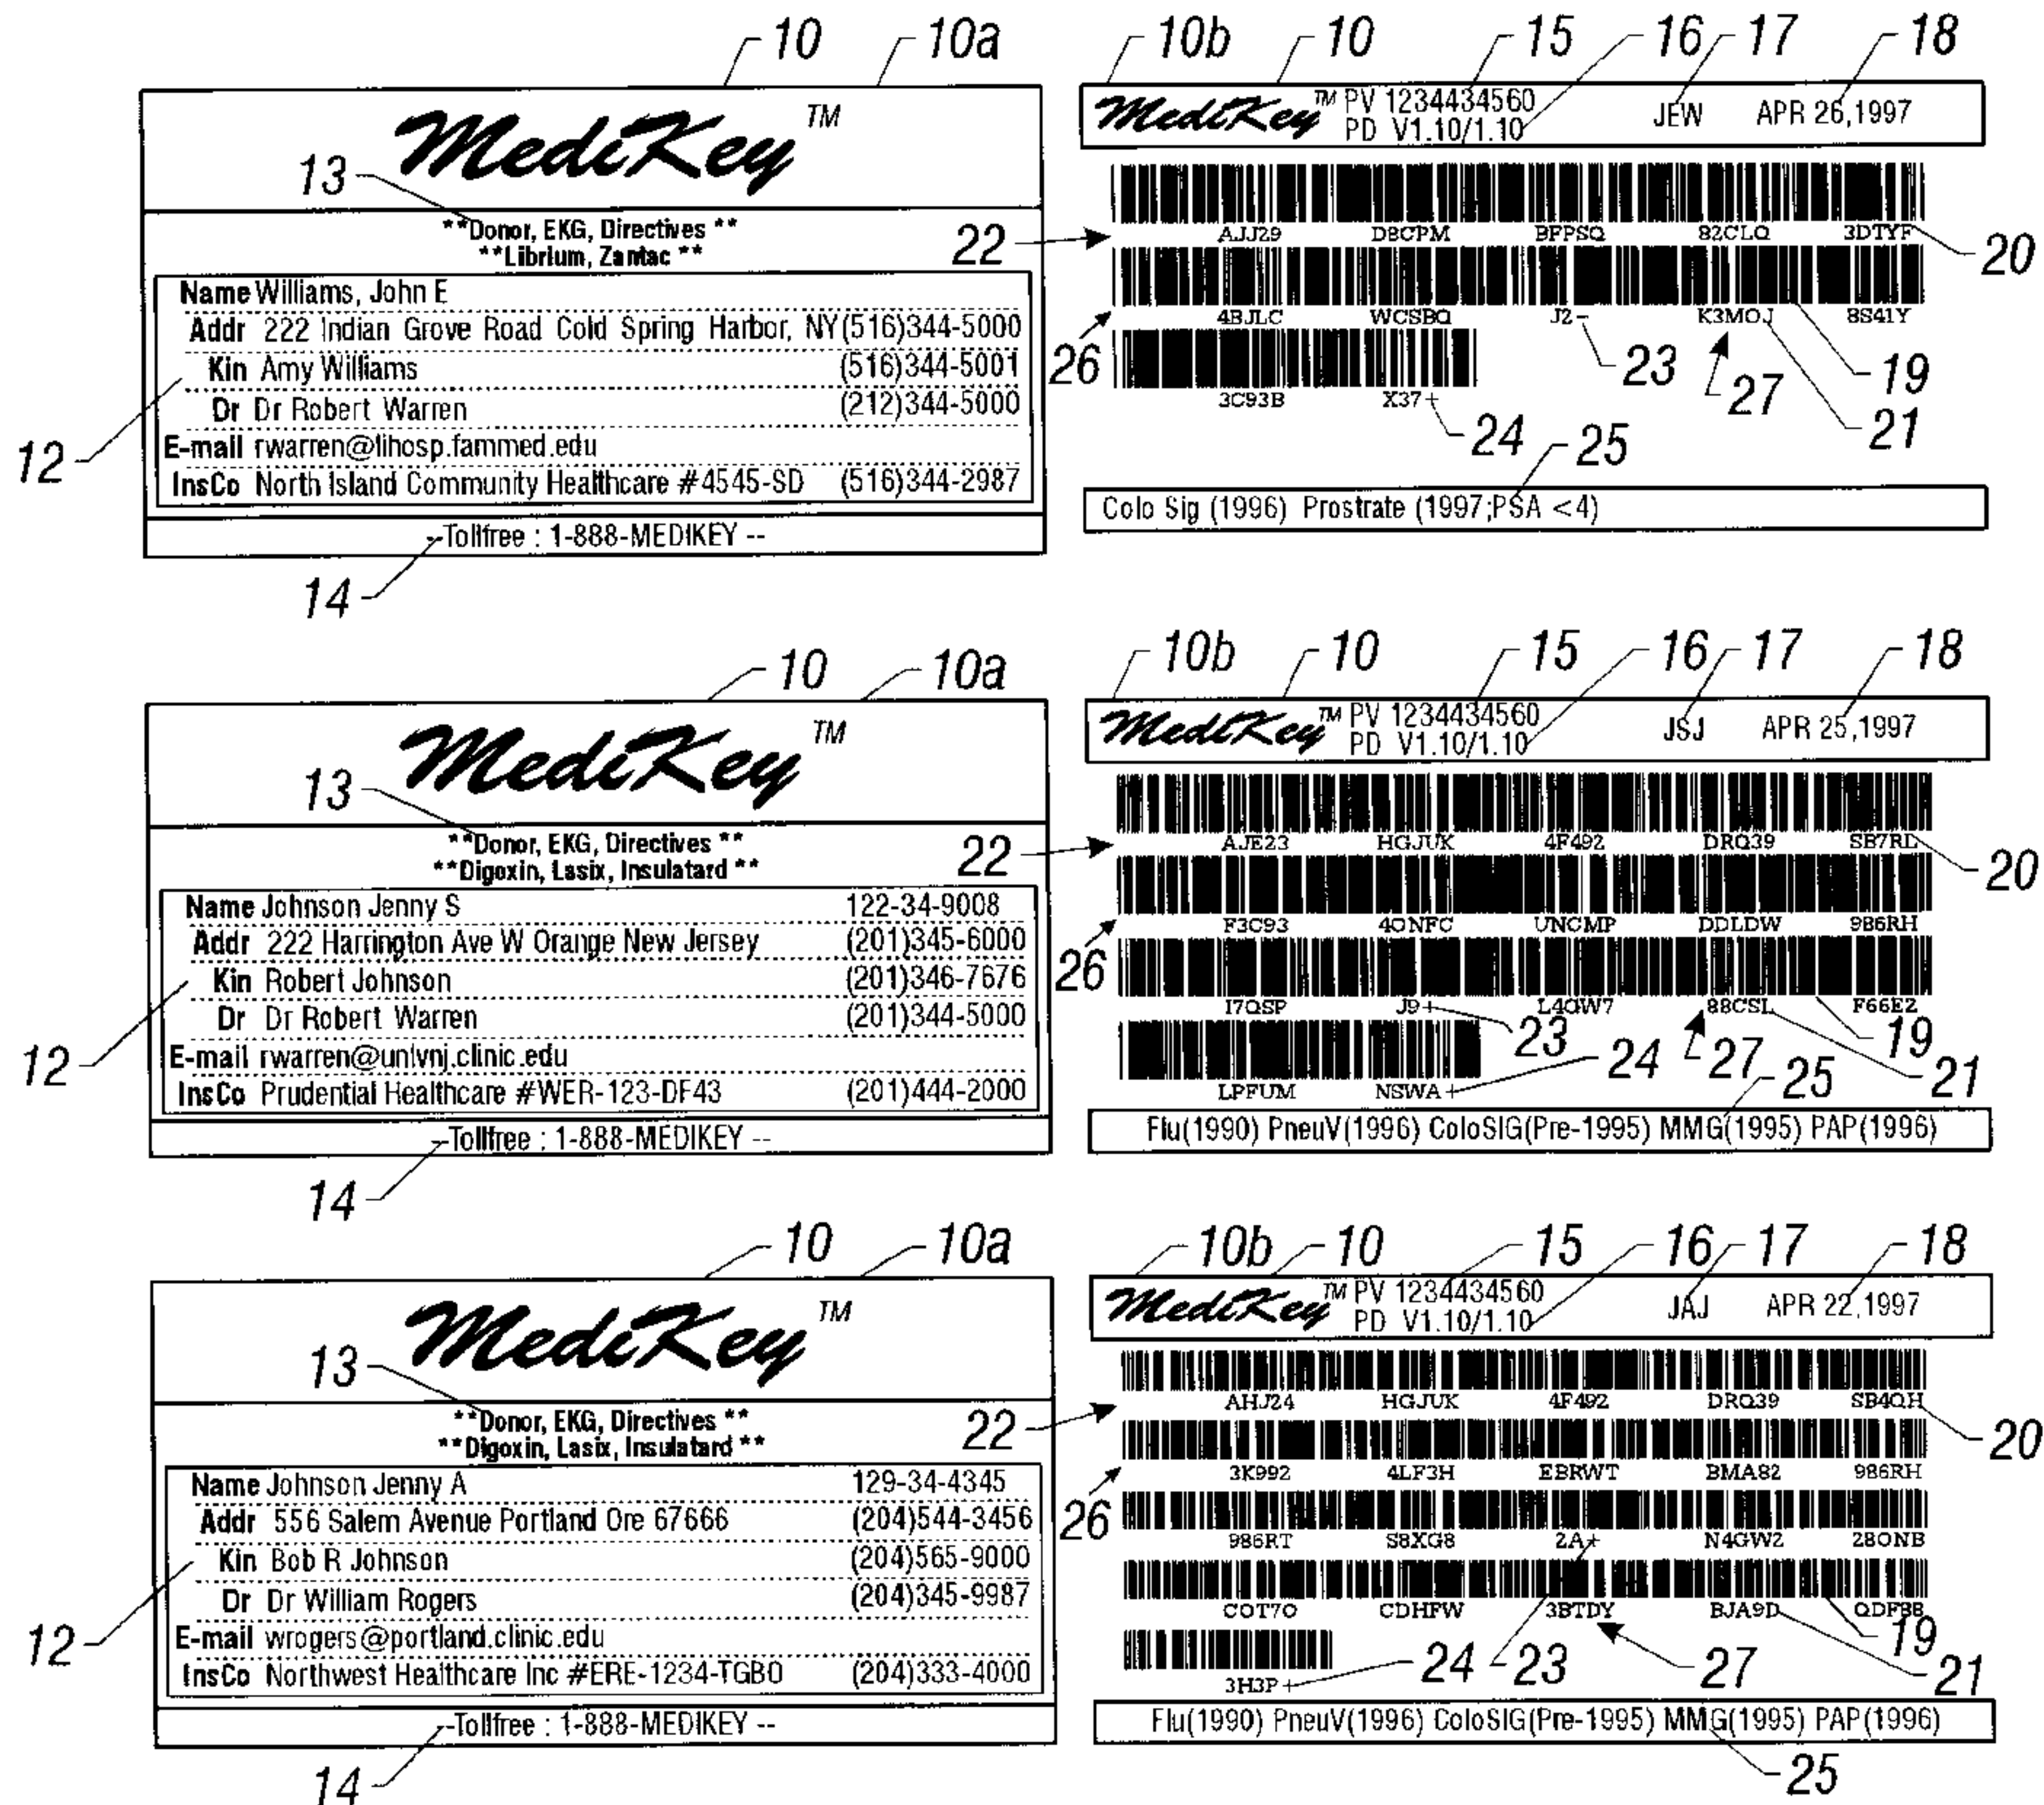 10 10a 10b 10 15 16 17 18
MediKey TM
13
**Donor, EKG, Directives **
**Librium, Zantac **
Name Williams, John E
Addr 222 Indian Grove Road Cold Spring Harbor, NY (516)344-5000
Kin Amy Williams (516)344-5001
Dr Dr Robert Warren (212)344-5000
E-mail rwarren@lihosp.fammed.edu
InsCo North Island Community Healthcare #4545-SD (516)344-2987
12
--Tollfree : 1-888-MEDIKEY --
14
MediKey TM PV 1234434560
PD V1.10/1.10 JEW APR 26,1997
22
AJJ29 D8CPM BFPSQ 82CLQ 3DTYF
20
4BJLC WCSBQ J2- K3MOJ 8S41Y
26 23 27 19
3C93B X37+
24 25 21
Colo Sig (1996) Prostrate (1997;PSA <4)
10 10a 10b 10 15 16 17 18
MediKey TM
13
**Donor, EKG, Directives **
**Digoxin, Lasix, Insulatard **
Name Johnson Jenny S 122-34-9008
Addr 222 Harrington Ave W Orange New Jersey (201)345-6000
Kin Robert Johnson (201)346-7676
Dr Dr Robert Warren (201)344-5000
E-mail rwarren@univnj.clinic.edu
InsCo Prudential Healthcare #WER-123-DF43 (201)444-2000
12
--Tollfree : 1-888-MEDIKEY --
14
MediKey TM PV 1234434560
PD V1.10/1.10 JSJ APR 25,1997
22
AJE23 HGJUK 4F492 DRQ39 SB7RL
20
F3C93 4ONFC UNCMP DDLDW 986RH
26
I7QSP J9+ L4QW7 88CSL F66E2
23 24 27 19 25 21
LPFUM NSWA+
Flu(1990) PneuV(1996) ColoSIG(Pre-1995) MMG(1995) PAP(1996)
10 10a 10b 10 15 16 17 18
MediKey TM
13
**Donor, EKG, Directives **
**Digoxin, Lasix, Insulatard **
Name Johnson Jenny A 129-34-4345
Addr 556 Salem Avenue Portland Ore 67666 (204)544-3456
Kin Bob R Johnson (204)565-9000
Dr Dr William Rogers (204)345-9987
E-mail wrogers@portland.clinic.edu
InsCo Northwest Healthcare Inc #ERE-1234-TGBO (204)333-4000
12
--Tollfree : 1-888-MEDIKEY --
14
MediKey TM PV 1234434560
PD V1.10/1.10 JAJ APR 22,1997
22
AHJ24 HGJUK 4F492 DRQ39 SB4QH
20
3K992 4LF3H EBRWT BMA82 986RH
26
986RT S8XG8 2A+ N4GW2 28ONB
COT7O CDHFW 3BTDY BJA9D QDF88
19
3H3P+ 24 23 27 21
Flu(1990) PneuV(1996) ColoSIG(Pre-1995) MMG(1995) PAP(1996)
25